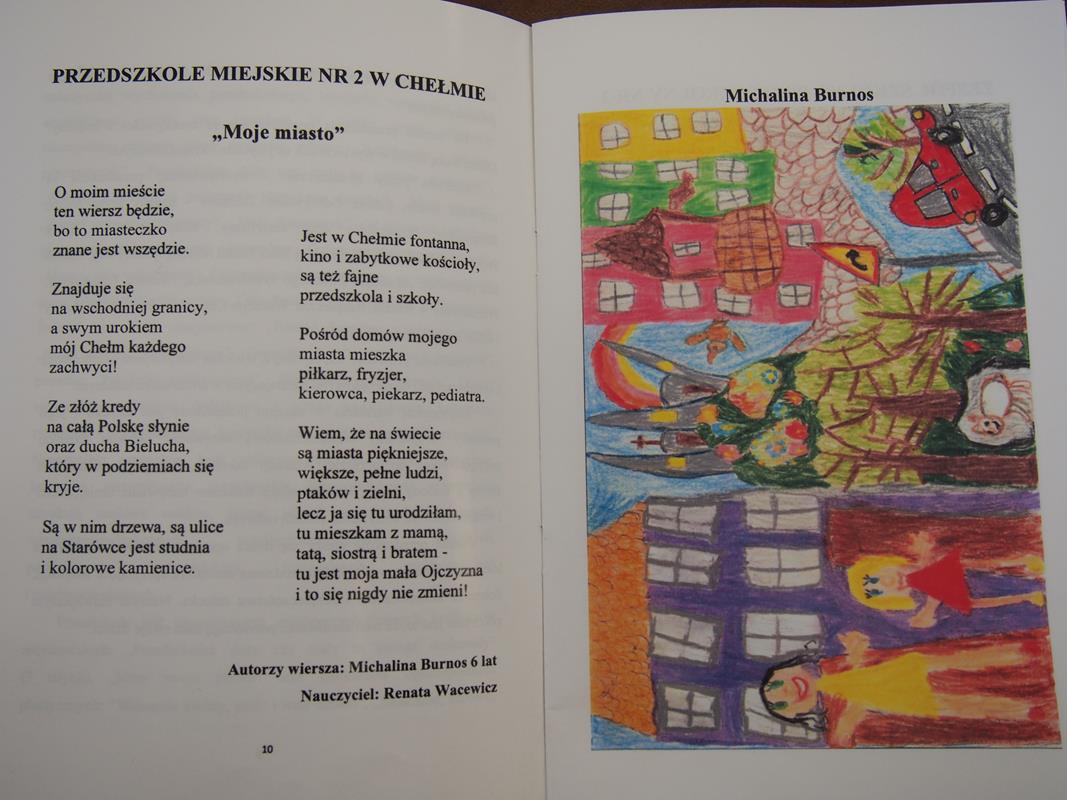 PRZEDSZKOLE MIEJSKIE NR 2 W CHEŁMIE
„Moje miasto”
O moim mieście
ten wiersz będzie,
bo to miasteczko
znane jest wszędzie.
Znajduje się
na wschodniej granicy,
a swym urokiem
mój Chełm każdego
zachwyci!
Ze złóż kredy
na całą Polskę słynie
oraz ducha Bielucha,
który w podziemiach się
kryje.
Są w nim drzewa, są ulice
na Starówce jest studnia
i kolorowe kamienice.
Jest w Chełmie fontanna,
kino i zabytkowe kościoły,
są też fajne
przedszkola i szkoły.
Pośród domów mojego
miasta mieszka
piłkarz, fryzjer,
kierowca, piekarz, pediatra.
Wiem, że na świecie
są miasta piękniejsze,
większe, pełne ludzi,
ptaków i zielni,
lecz ja się tu urodziłam,
tu mieszkam z mamą,
tatą, siostrą i bratem -
tu jest moja mała Ojczyzna
i to się nigdy nie zmieni!
Autorzy wiersza: Michalina Burnos 6 lat
Nauczyciel: Renata Wacewicz
10
Michalina Burnos